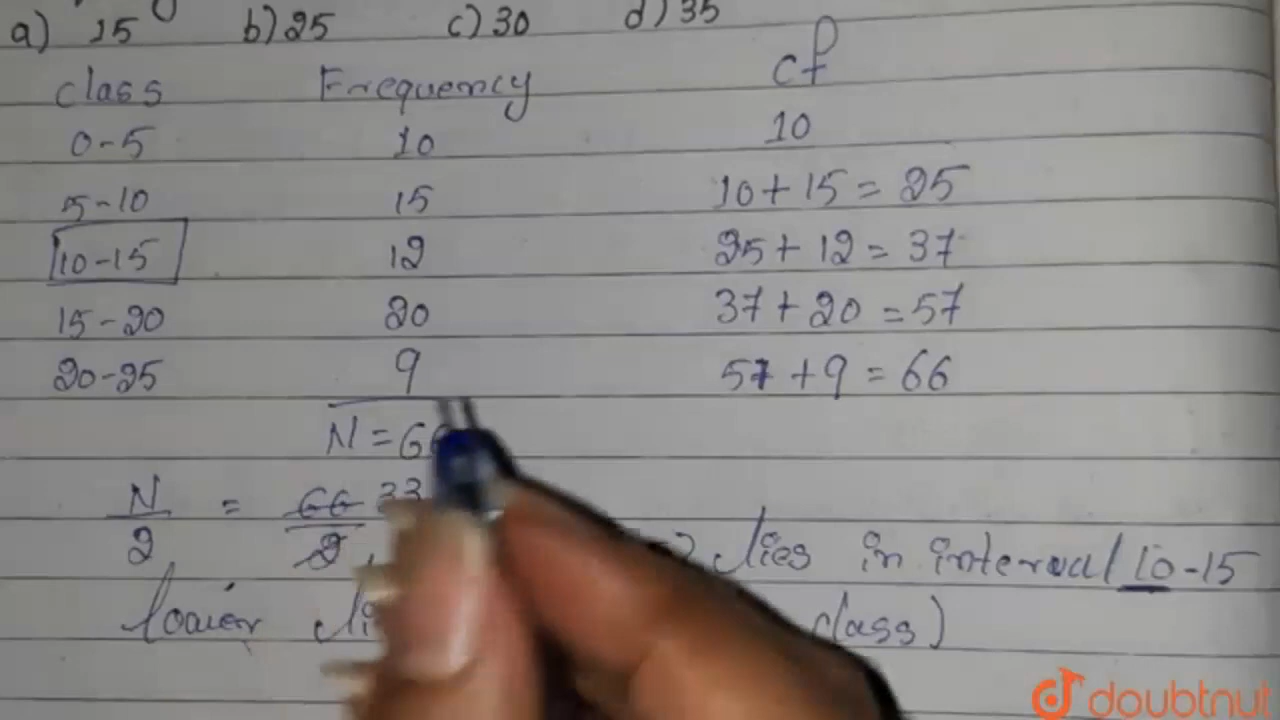 a) 15 b) 25 c) 30 d) 35
class Frequency cf
0-5 10 10
5-10 15 10+15=25
10-15 12 25+12=37
15-20 20 37+20=57
20-25 9 57+9=66
N=66
N/2 = 66/2 33 lies in interval 10-15
lower class)
doubtnut